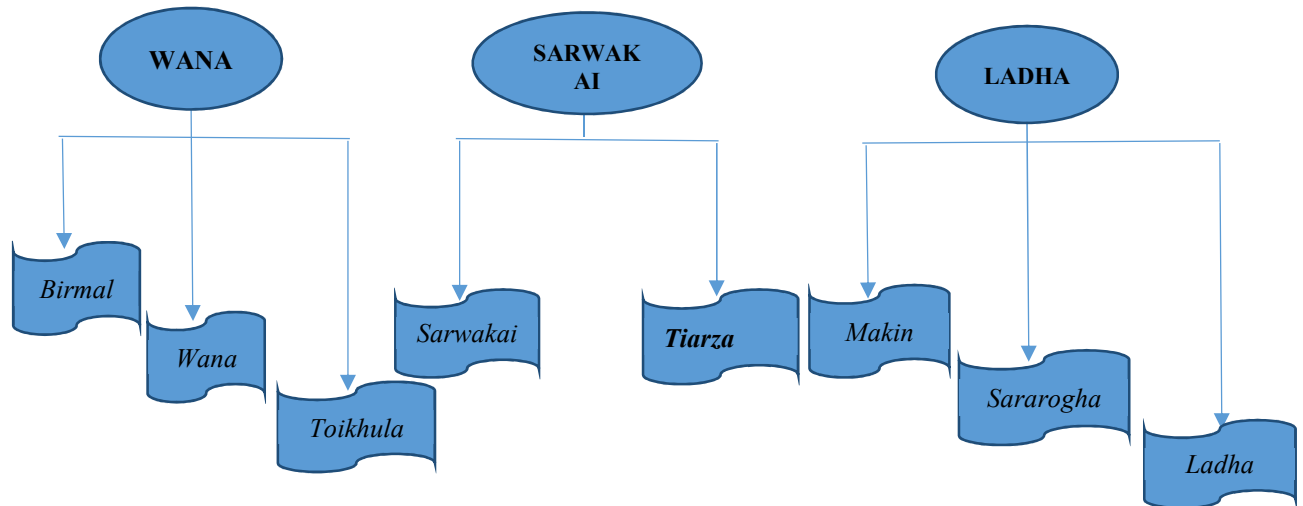 WANA
SARWAK
AI
LADHA
Birmal
Wana
Toikhula
Sarwakai
Tiarza
Makin
Sararogha
Ladha